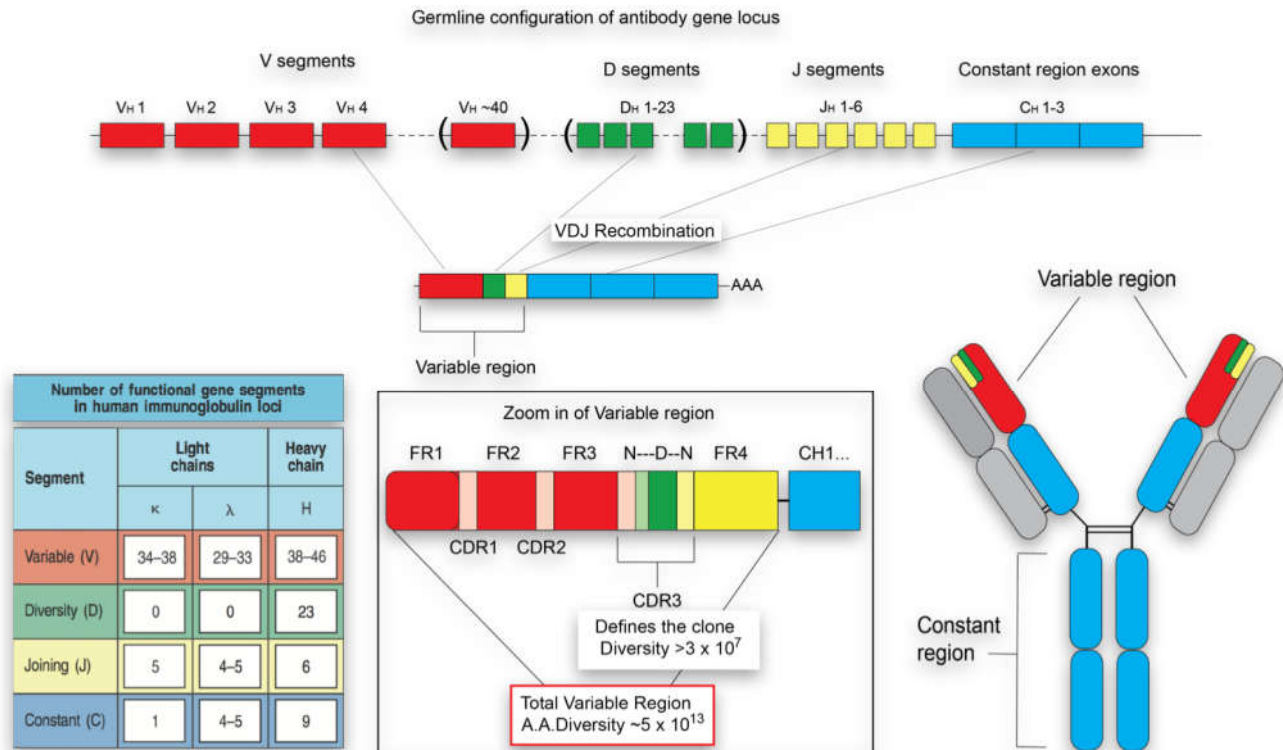 Germline configuration of antibody gene locus
V segments
D segments
J segments
Constant region exons
VH 1
VH 2
VH 3
VH 4
( VH ~40 )
DH 1-23
JH 1-6
CH 1-3
VDJ Recombination
AAA
Variable region
Variable region
Number of functional gene segments
in human immunoglobulin loci
Segment
Light
chains
Heavy
chain
κ λ H
Variable (V) 34–38 29–33 38–46
Diversity (D) 0 0 23
Joining (J) 5 4–5 6
Constant (C) 1 4–5 9
Zoom in of Variable region
FR1 FR2 FR3 N---D--N FR4 CH1...
CDR1 CDR2
CDR3
Defines the clone
Diversity >3 x 10⁷
Total Variable Region
A.A.Diversity ~5 x 10¹³
Constant
region